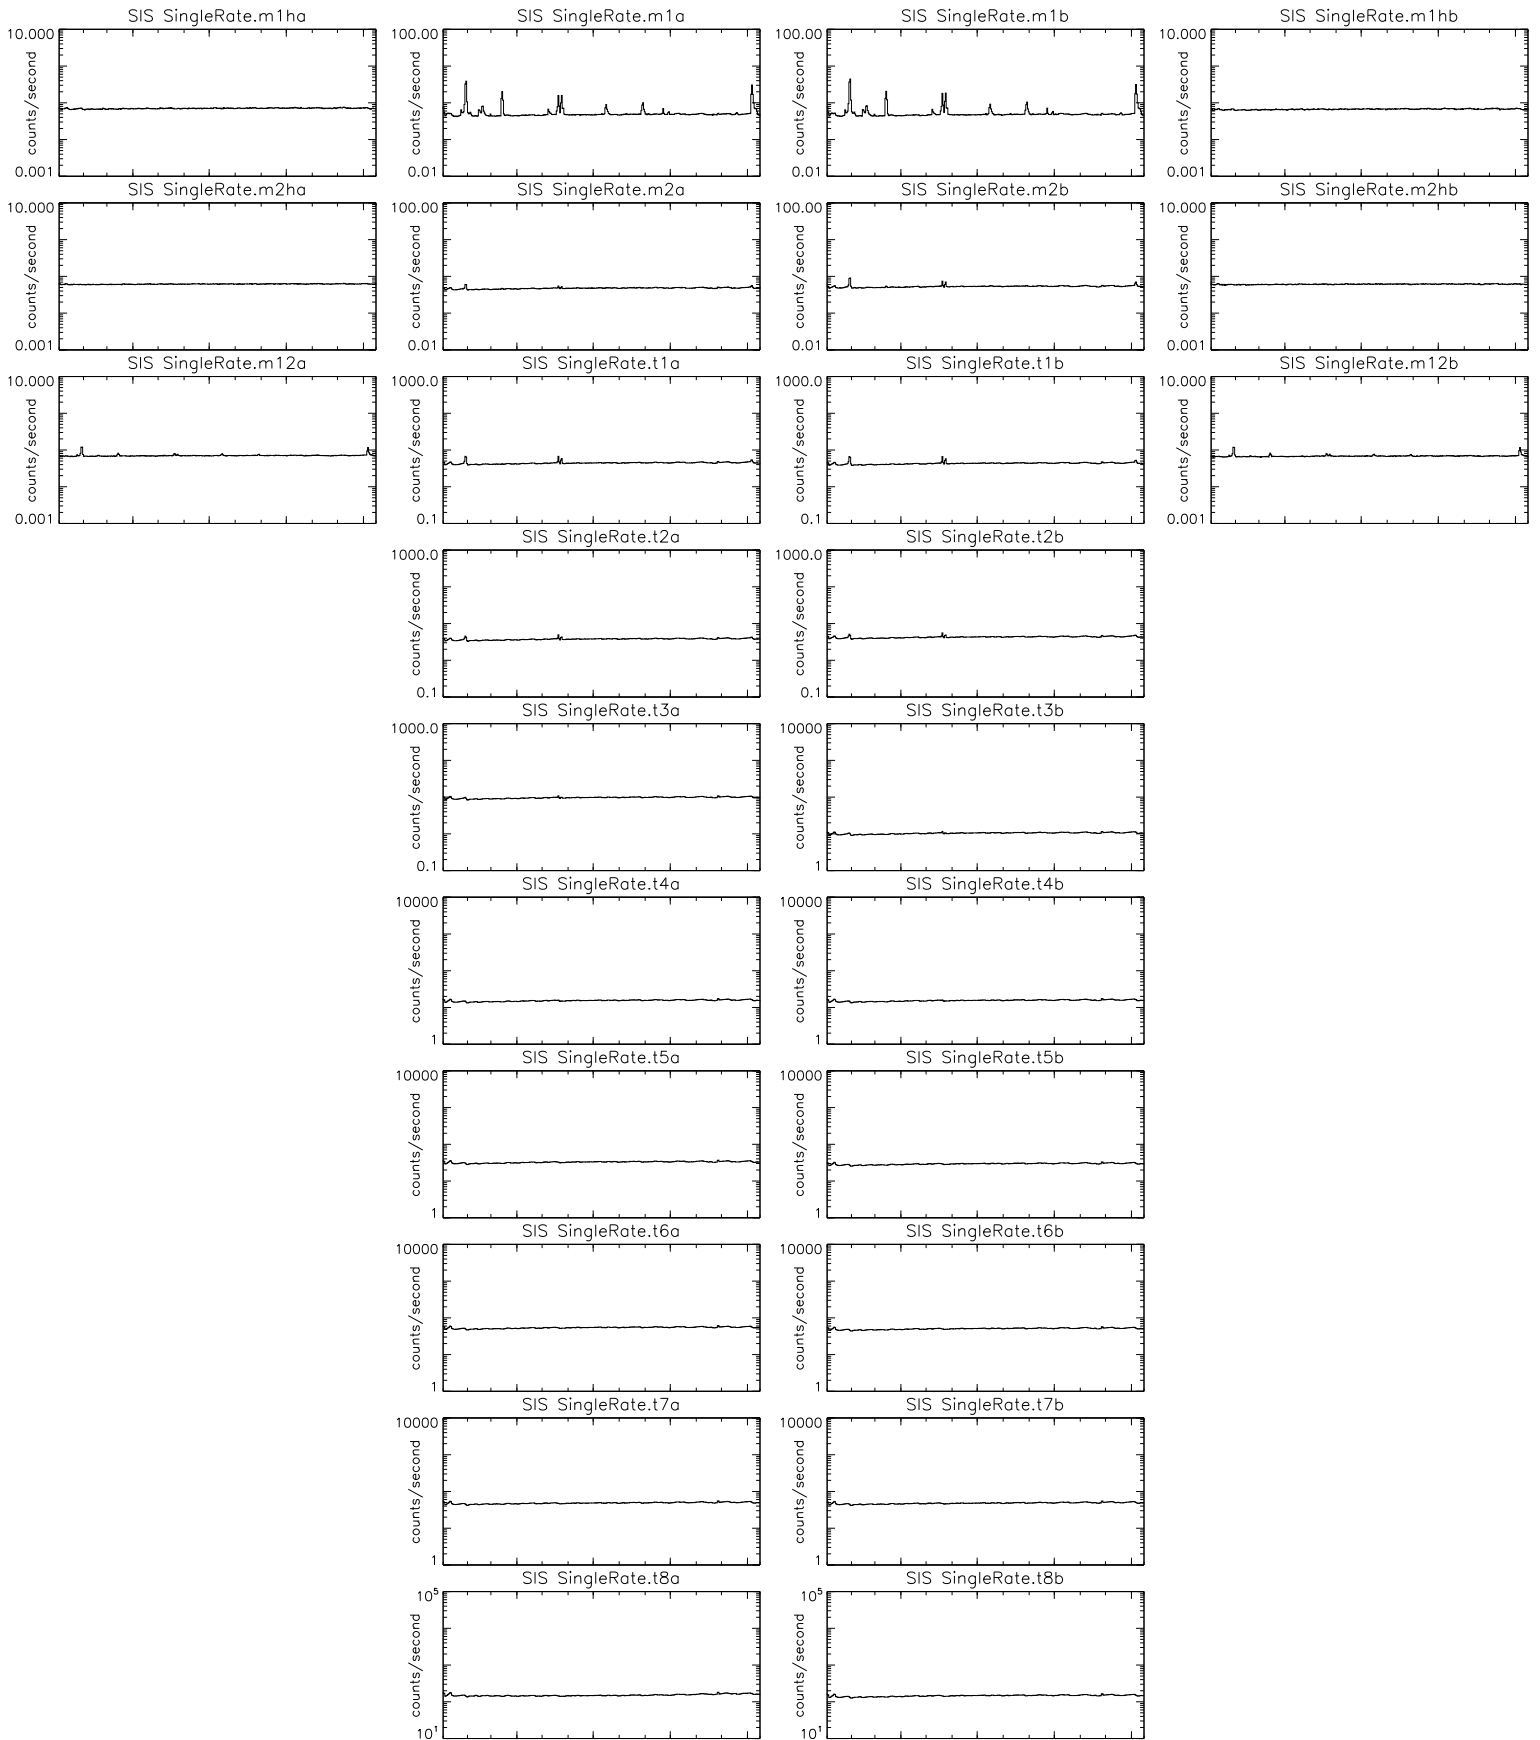 SIS SingleRate.m1ha
10.000
counts/second
0.001
SIS SingleRate.m1a
100.00
counts/second
0.01
SIS SingleRate.m1b
100.00
counts/second
0.01
SIS SingleRate.m1hb
10.000
counts/second
0.001
SIS SingleRate.m2ha
10.000
counts/second
0.001
SIS SingleRate.m2a
100.00
counts/second
0.01
SIS SingleRate.m2b
100.00
counts/second
0.01
SIS SingleRate.m2hb
10.000
counts/second
0.001
SIS SingleRate.m12a
10.000
counts/second
0.001
SIS SingleRate.t1a
1000.0
counts/second
0.1
SIS SingleRate.t1b
1000.0
counts/second
0.1
SIS SingleRate.m12b
10.000
counts/second
0.001
SIS SingleRate.t2a
1000.0
counts/second
0.1
SIS SingleRate.t2b
1000.0
counts/second
0.1
SIS SingleRate.t3a
1000.0
counts/second
0.1
SIS SingleRate.t3b
10000
counts/second
1
SIS SingleRate.t4a
10000
counts/second
1
SIS SingleRate.t4b
10000
counts/second
1
SIS SingleRate.t5a
10000
counts/second
1
SIS SingleRate.t5b
10000
counts/second
1
SIS SingleRate.t6a
10000
counts/second
1
SIS SingleRate.t6b
10000
counts/second
1
SIS SingleRate.t7a
10000
counts/second
1
SIS SingleRate.t7b
10000
counts/second
1
SIS SingleRate.t8a
10⁵
counts/second
10¹
SIS SingleRate.t8b
10⁵
counts/second
10¹